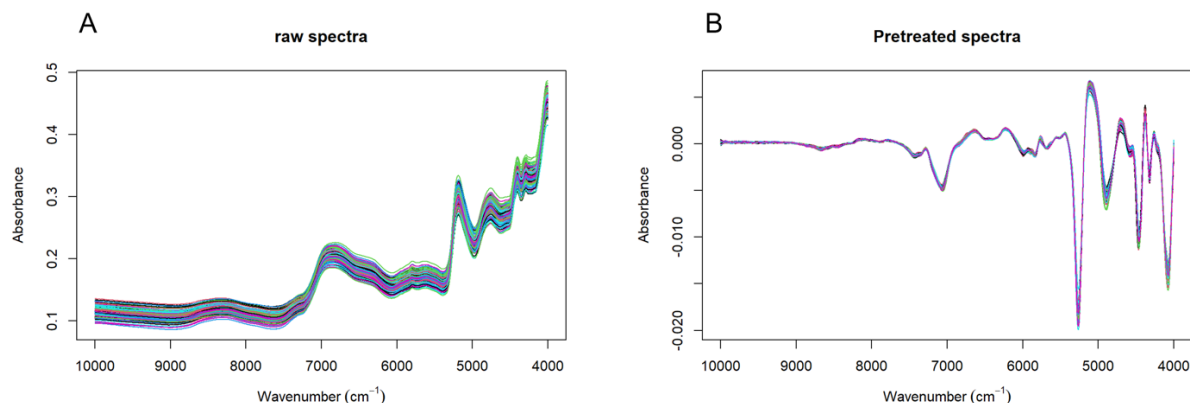 A
raw spectra
Absorbance
0.5
0.4
0.3
0.2
0.1
10000 9000 8000 7000 6000 5000 4000
Wavenumber (cm⁻¹)
B
Pretreated spectra
Absorbance
0.000
-0.010
-0.020
10000 9000 8000 7000 6000 5000 4000
Wavenumber (cm⁻¹)